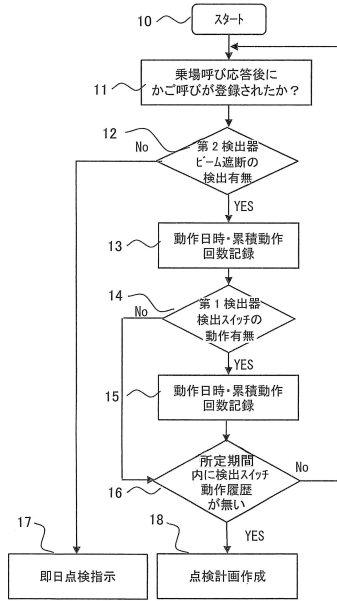 10
スタート
乗場呼び応答後に
かご呼びが登録されたか？
11
12
No
第2検出器
ビーム遮断の
検出有無
YES
13
動作日時・累積動作
回数記録
14
No
第1検出器
検出スイッチの
動作有無
YES
15
動作日時・累積動作
回数記録
所定期間
内に検出スイッチ
動作履歴
が無い
No
16
17
18
YES
即日点検指示
点検計画作成